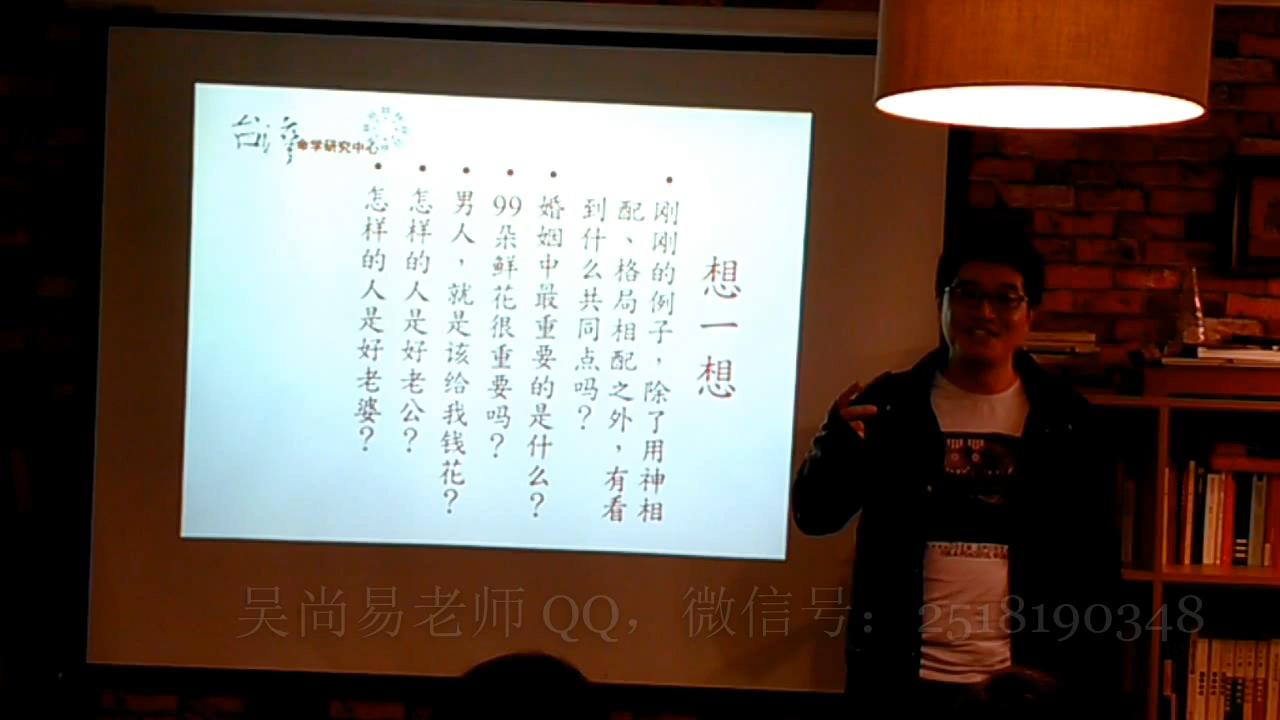 台湾
命学研究中心
想一想
• 刚刚的例子，除了用神相
配、格局相配之外，有看
到什么共同点吗？
• 婚姻中最重要的是什么？
• 99朵鲜花很重要吗？
• 男人，就是该给我钱花？
• 怎样的人是好老公？
• 怎样的人是好老婆？
吴尚易老师QQ，微信号：2518190348